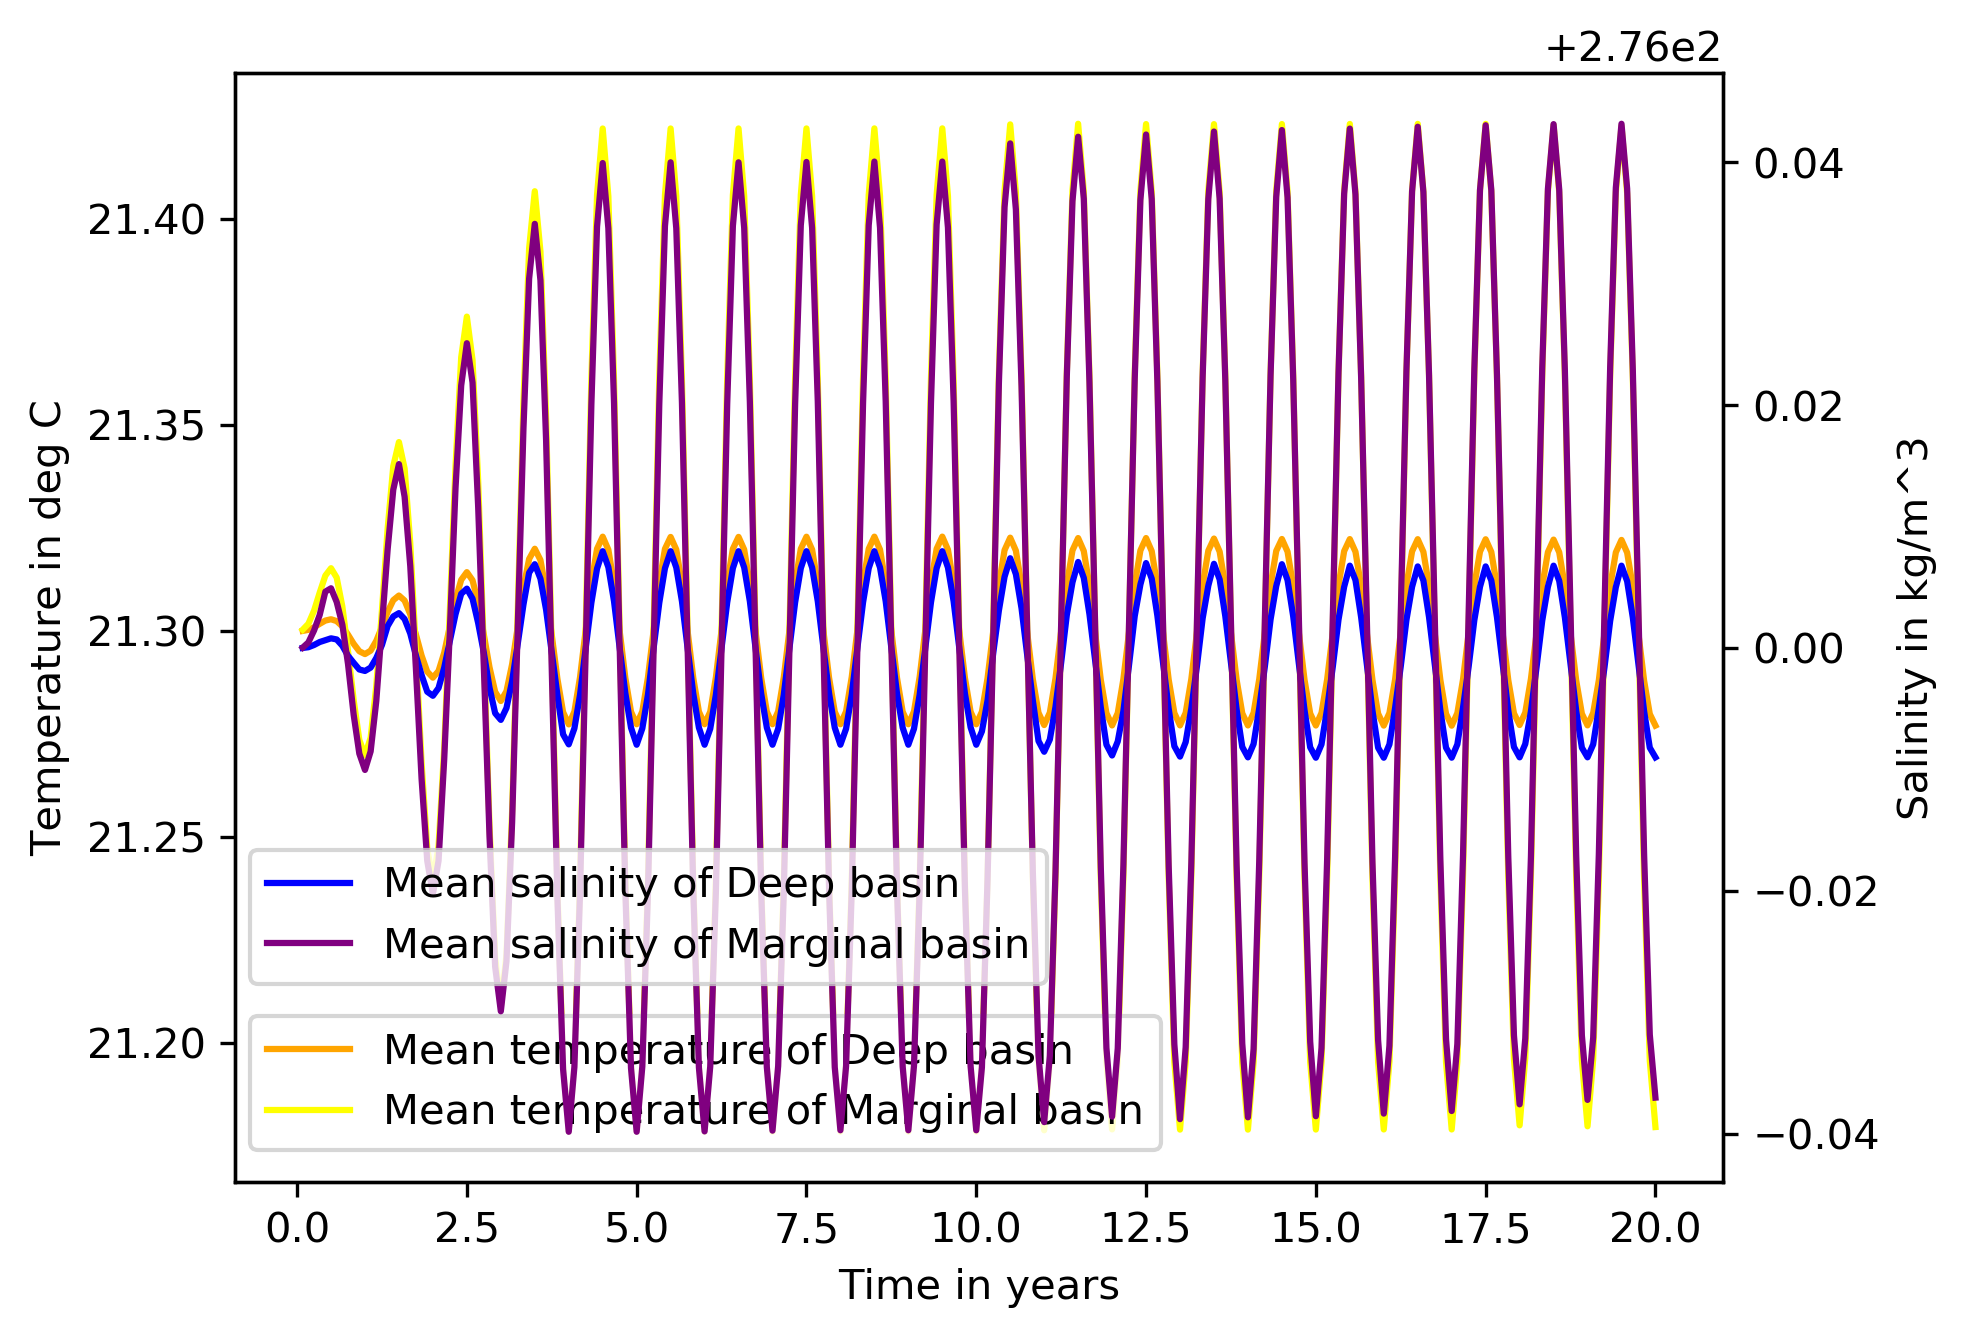 +2.76e2
21.40
21.35
21.30
21.25
21.20
Temperature in deg C
0.04
0.02
0.00
−0.02
−0.04
Salinity in kg/m^3
Mean salinity of Deep basin
Mean salinity of Marginal basin
Mean temperature of Deep basin
Mean temperature of Marginal basin
0.0 2.5 5.0 7.5 10.0 12.5 15.0 17.5 20.0
Time in years